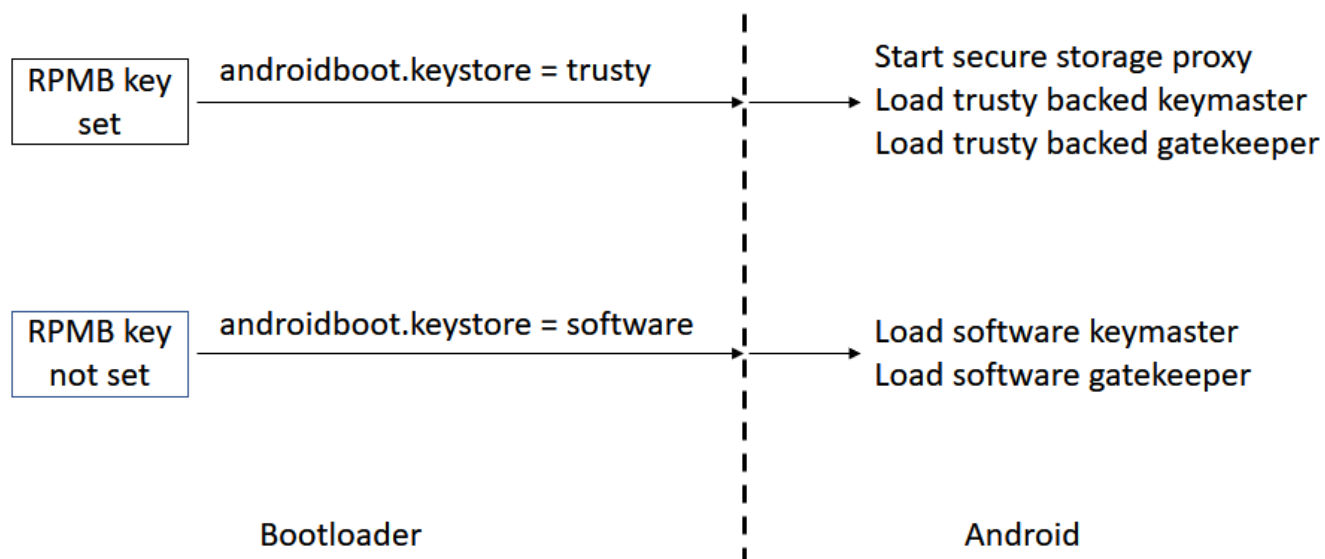 RPMB key
set
androidboot.keystore = trusty
Start secure storage proxy
Load trusty backed keymaster
Load trusty backed gatekeeper
RPMB key
not set
androidboot.keystore = software
Load software keymaster
Load software gatekeeper
Bootloader
Android